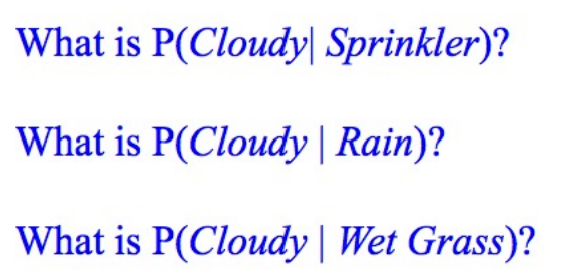 What is P(Cloudy| Sprinkler)?
What is P(Cloudy | Rain)?
What is P(Cloudy | Wet Grass)?